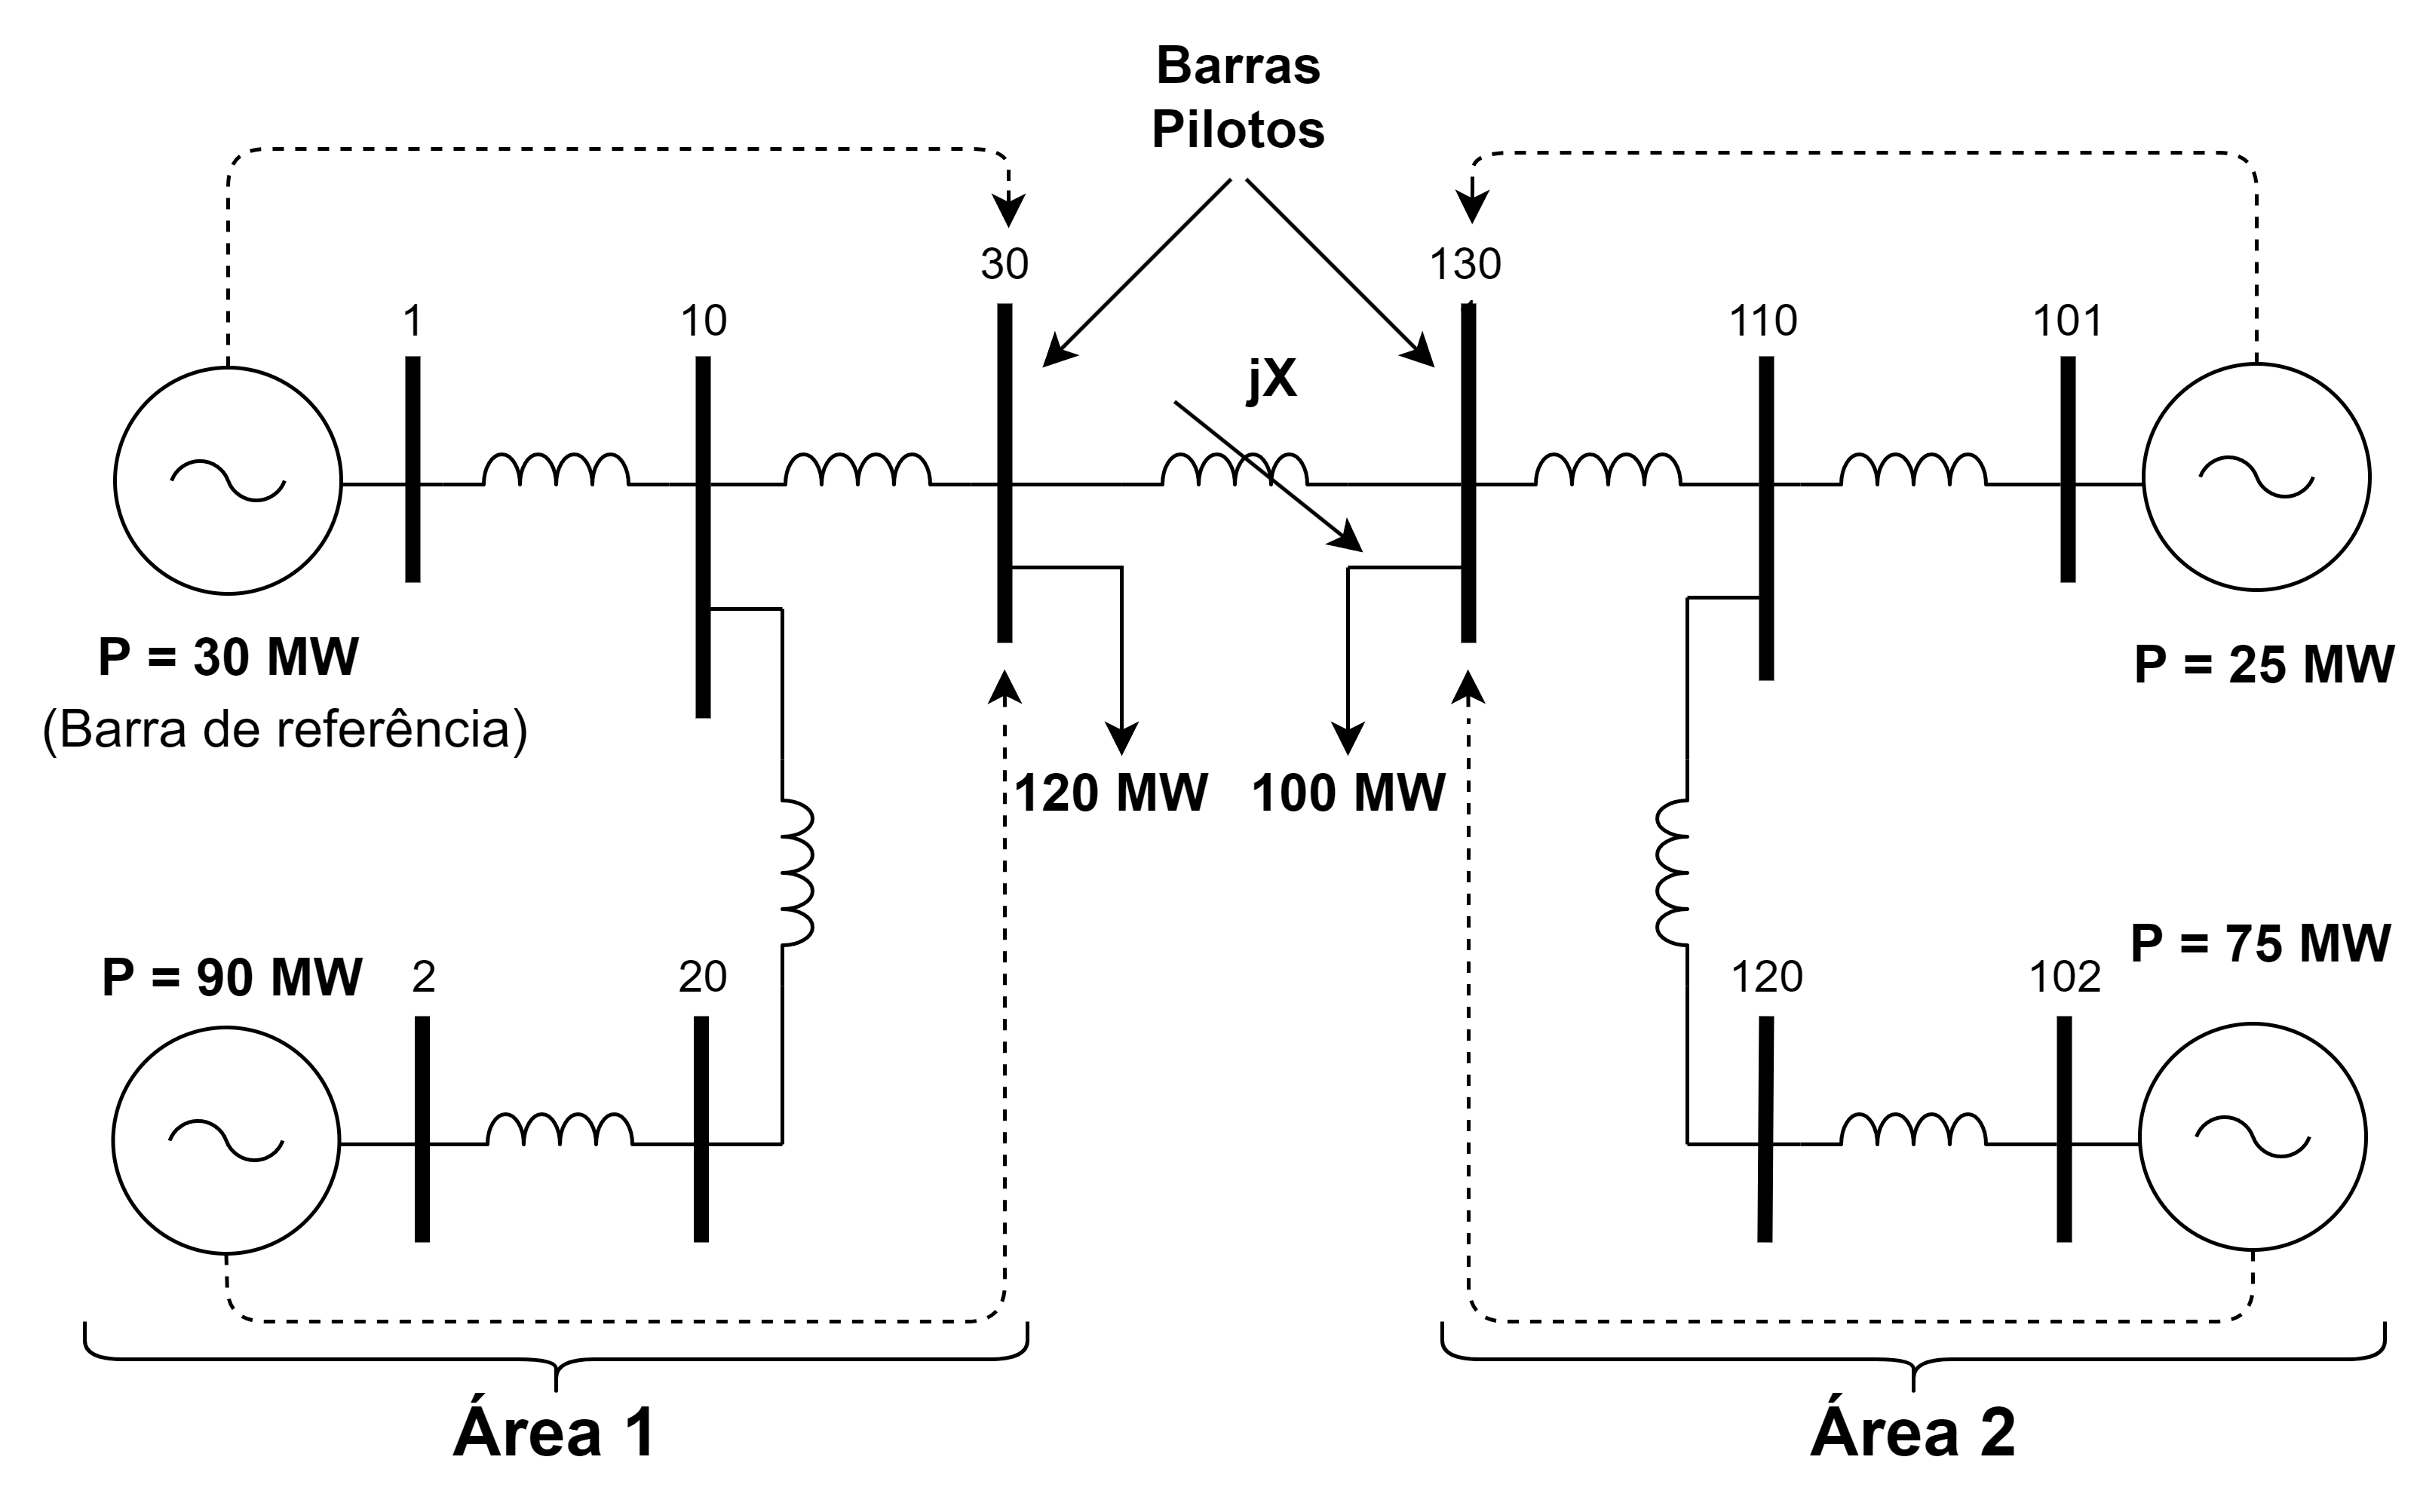 Barras
Pilotos
30
130
1
10
110
101
jX
P = 30 MW
(Barra de referência)
P = 25 MW
120 MW
100 MW
P = 90 MW
2
20
120
102
P = 75 MW
Área 1
Área 2